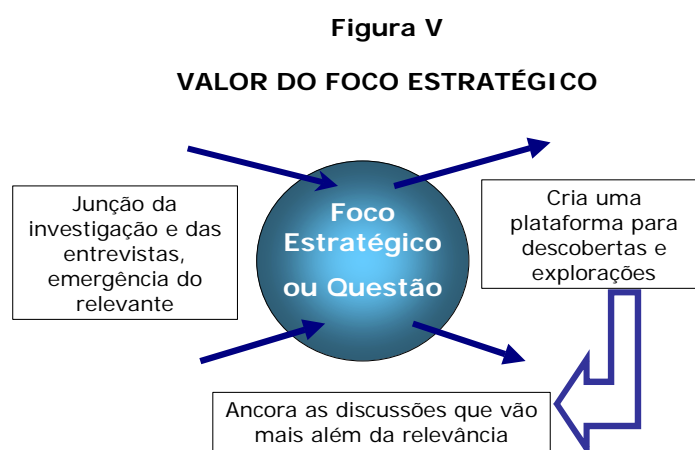 Figura V
VALOR DO FOCO ESTRATÉGICO
Junção da
investigação e das
entrevistas,
emergência do
relevante
Foco
Estratégico
ou Questão
Cria uma
plataforma para
descobertas e
explorações
Ancora as discussões que vão
mais além da relevância